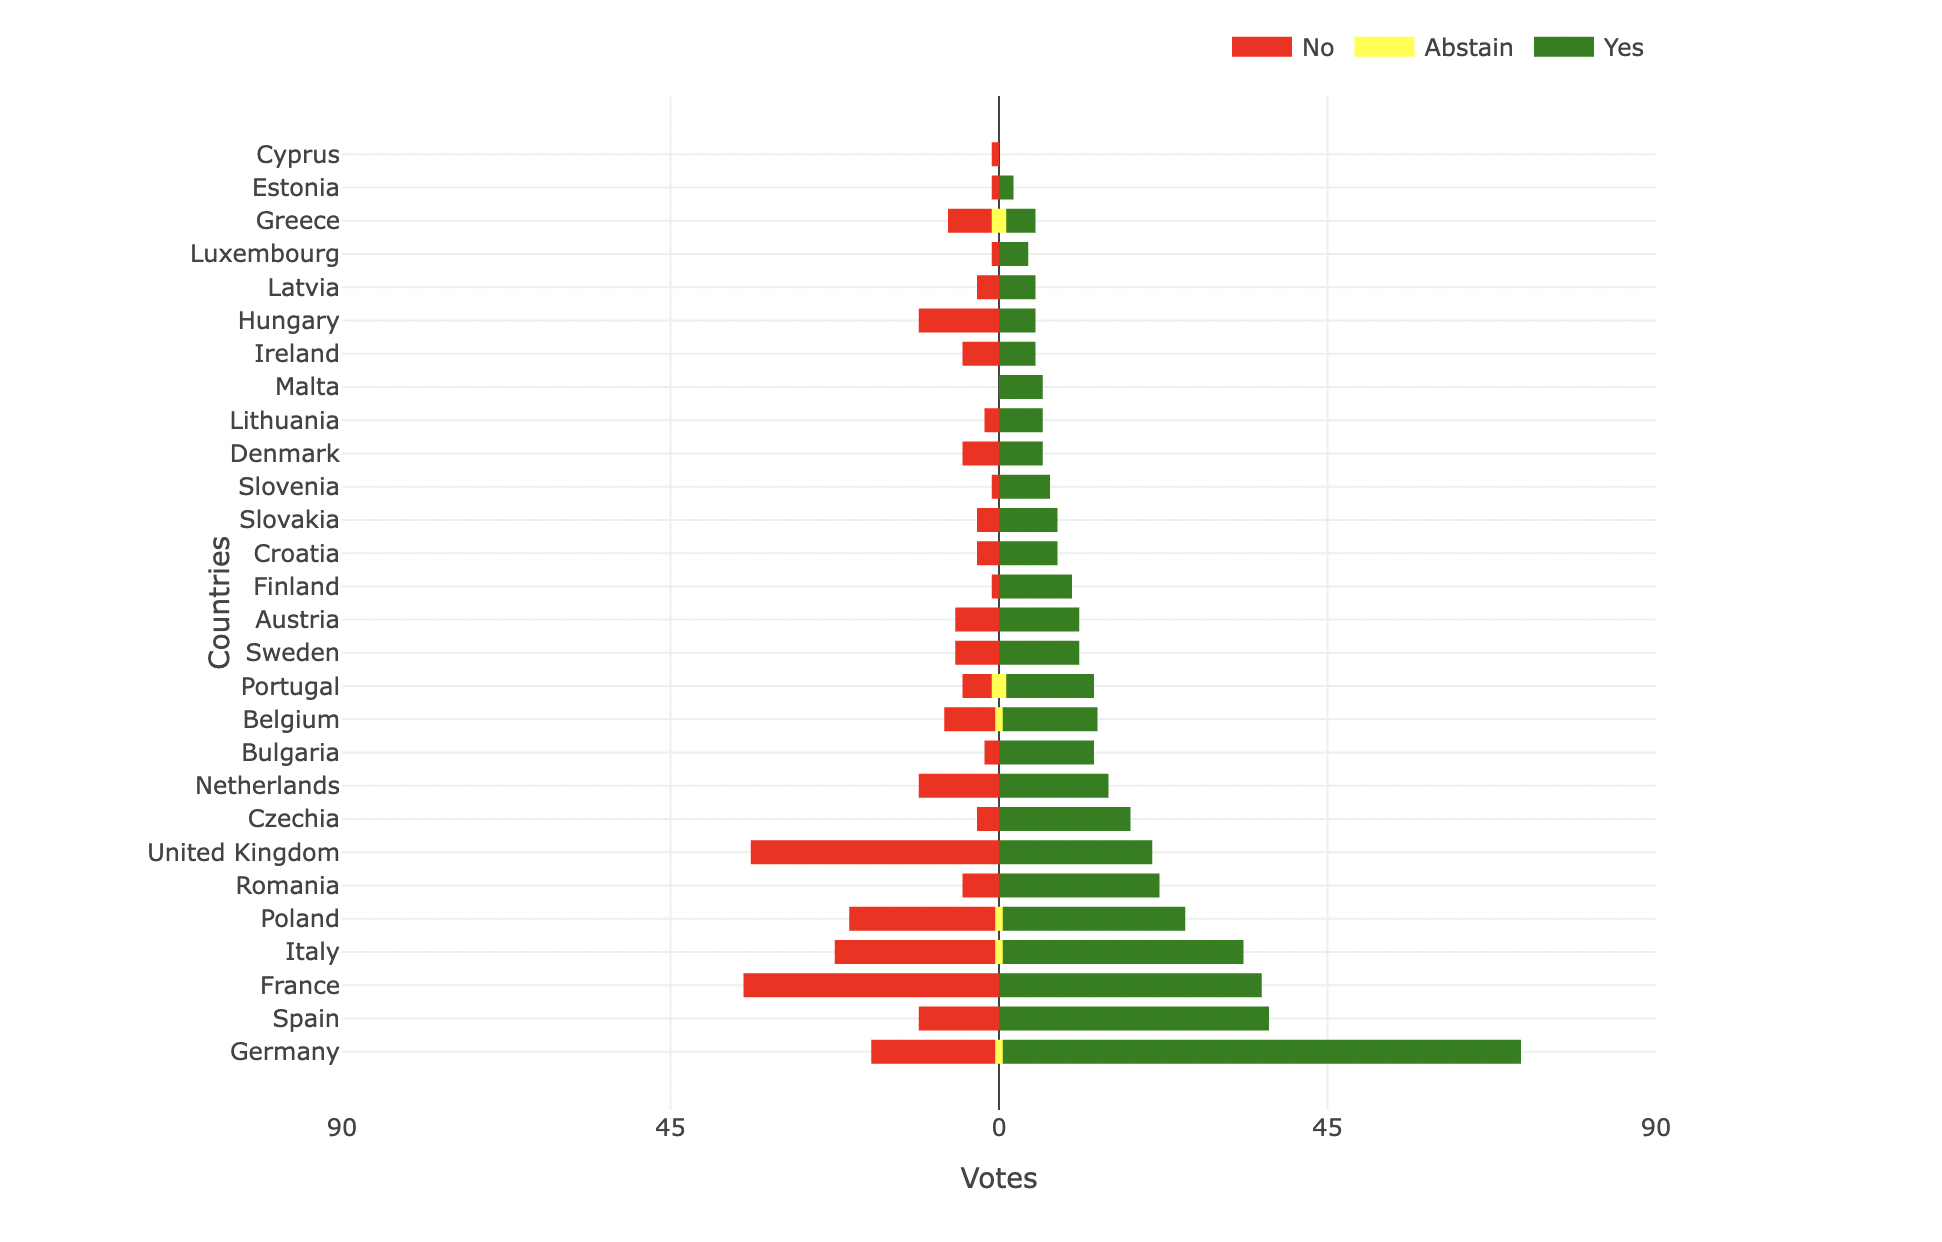 No Abstain Yes
Cyprus
Estonia
Greece
Luxembourg
Latvia
Hungary
Ireland
Malta
Lithuania
Denmark
Slovenia
Slovakia
Croatia
Finland
Austria
Sweden
Portugal
Belgium
Bulgaria
Netherlands
Czechia
United Kingdom
Romania
Poland
Italy
France
Spain
Germany
Countries
90 45 0 45 90
Votes